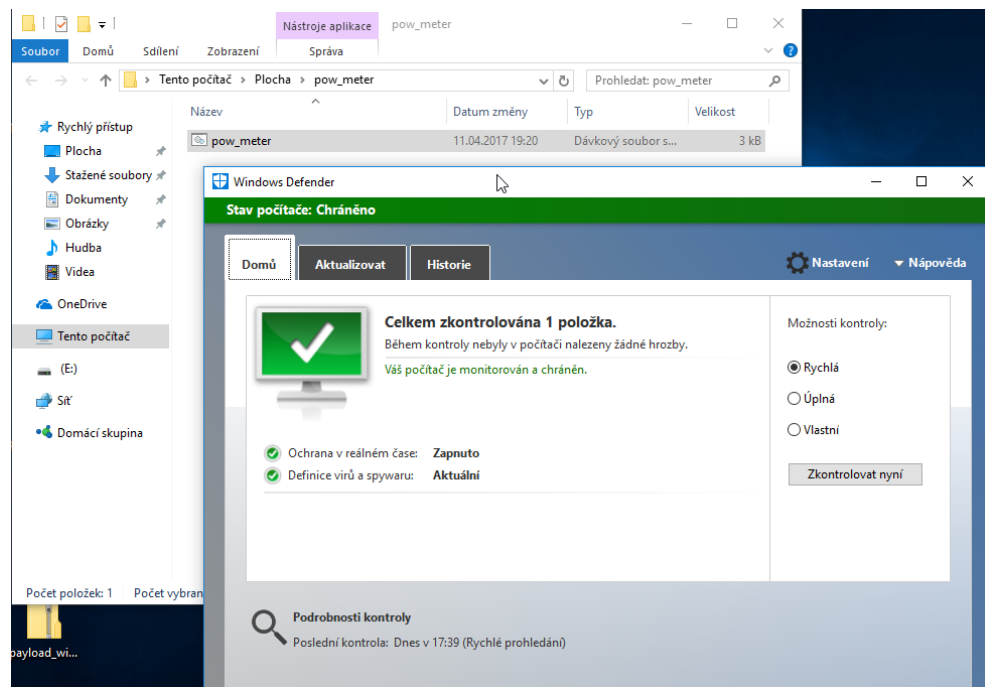 Nástroje aplikace
pow_meter
Soubor
Domů
Sdílení
Zobrazení
Správa
Tento počítač > Plocha > pow_meter
Prohledat: pow_meter
Název
Datum změny
Typ
Velikost
Rychlý přístup
Plocha
Stažené soubory
Dokumenty
Obrázky
Hudba
Videa
OneDrive
Tento počítač
(E:)
Síť
Domácí skupina
pow_meter
11.04.2017 19:20
Dávkový soubor s...
3 kB
Počet položek: 1
Počet vybran
payload_wi...
Windows Defender
Stav počítače: Chráněno
Domů
Aktualizovat
Historie
Nastavení
Nápověda
Celkem zkontrolována 1 položka.
Během kontroly nebyly v počítači nalezeny žádné hrozby.
Váš počítač je monitorován a chráněn.
Ochrana v reálném čase: Zapnuto
Definice virů a spywaru: Aktuální
Možnosti kontroly:
Rychlá
Úplná
Vlastní
Zkontrolovat nyní
Podrobnosti kontroly
Poslední kontrola: Dnes v 17:39 (Rychlé prohledání)